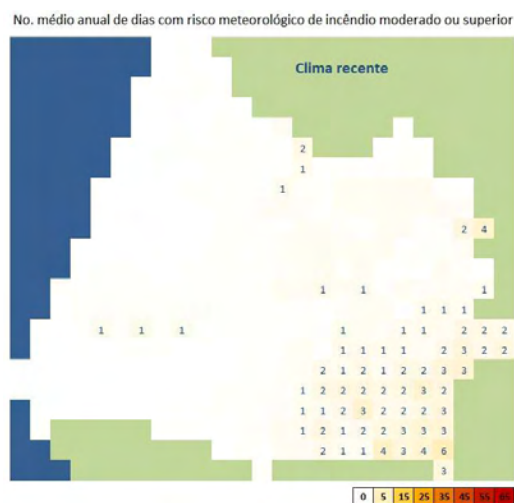 No. médio anual de dias com risco meteorológico de incêndio moderado ou superior
Clima recente
2
1
1
2 4
1 1 1
1 1 1
1 1 1 1 1 1 2 2 2
1 1 1 1 2 3 2 2
2 1 2 1 2 2 3 3
1 2 2 2 2 2 3 2
1 1 2 3 2 2 2 3
1 2 1 2 2 3 3 3
2 1 1 4 3 4 6
3
0 5 15 25 35 45 55 65